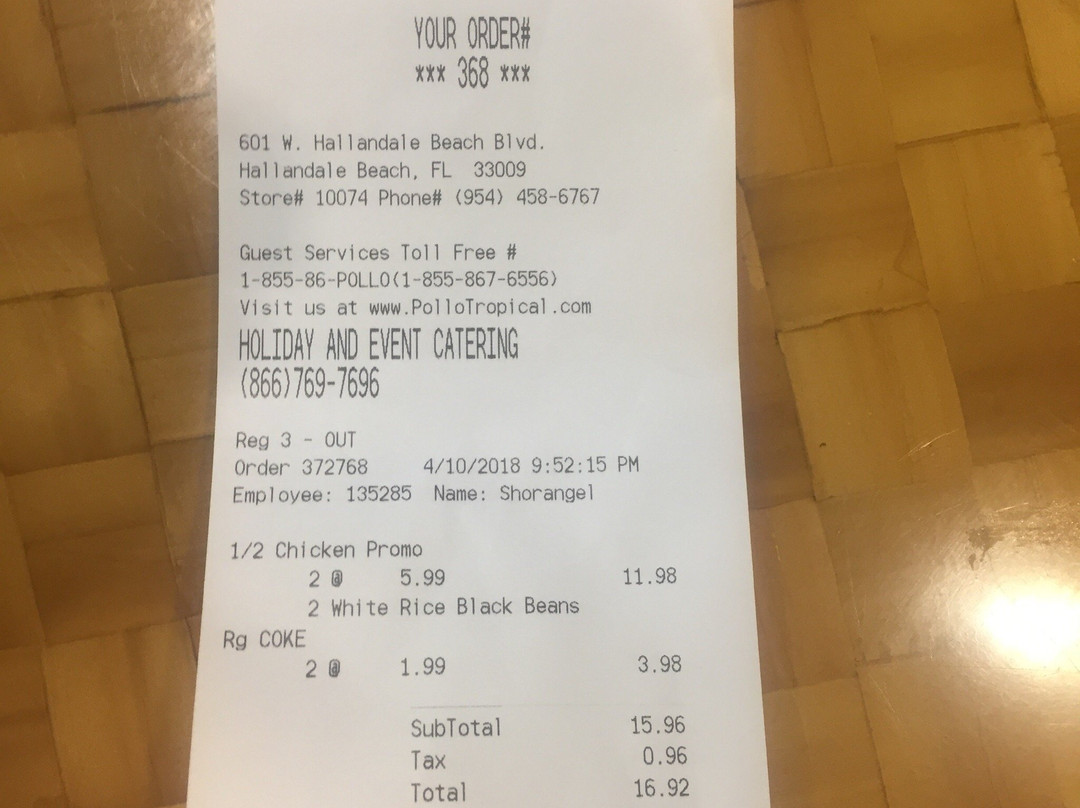 YOUR ORDER#
*** 368 ***
601 W. Hallandale Beach Blvd.
Hallandale Beach, FL 33009
Store# 10074 Phone# (954) 458-6767
Guest Services Toll Free #
1-855-86-POLLO(1-855-867-6556)
Visit us at www.PolloTropical.com
HOLIDAY AND EVENT CATERING
(866)769-7696
Reg 3 - OUT
Order 372768 4/10/2018 9:52:15 PM
Employee: 135285 Name: Shorangel
1/2 Chicken Promo
2 @ 5.99 11.98
2 White Rice Black Beans
Rg COKE
2 @ 1.99 3.98
SubTotal 15.96
Tax 0.96
Total 16.92